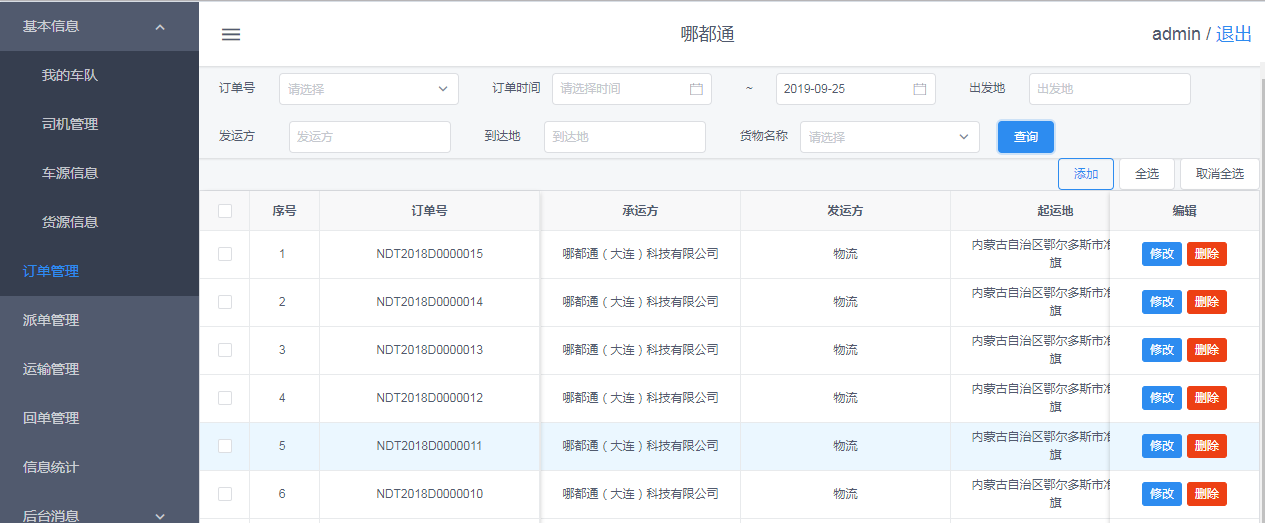 基本信息
我的车队
司机管理
车源信息
货源信息
订单管理
派单管理
运输管理
回单管理
信息统计
后台消息
哪都通
admin / 退出
订单号 请选择 订单时间 请选择时间 ~ 2019-09-25 出发地 出发地
发运方 发运方 到达地 到达地 货物名称 请选择 查询
添加 全选 取消全选
序号 订单号 承运方 发运方 起运地 编辑
1 NDT2018D0000015 哪都通（大连）科技有限公司 物流 内蒙古自治区鄂尔多斯市准 修改 删除
旗
2 NDT2018D0000014 哪都通（大连）科技有限公司 物流 内蒙古自治区鄂尔多斯市准 修改 删除
旗
3 NDT2018D0000013 哪都通（大连）科技有限公司 物流 内蒙古自治区鄂尔多斯市准 修改 删除
旗
4 NDT2018D0000012 哪都通（大连）科技有限公司 物流 内蒙古自治区鄂尔多斯市准 修改 删除
旗
5 NDT2018D0000011 哪都通（大连）科技有限公司 物流 内蒙古自治区鄂尔多斯市准 修改 删除
旗
6 NDT2018D0000010 哪都通（大连）科技有限公司 物流 内蒙古自治区鄂尔多斯市准 修改 删除
旗